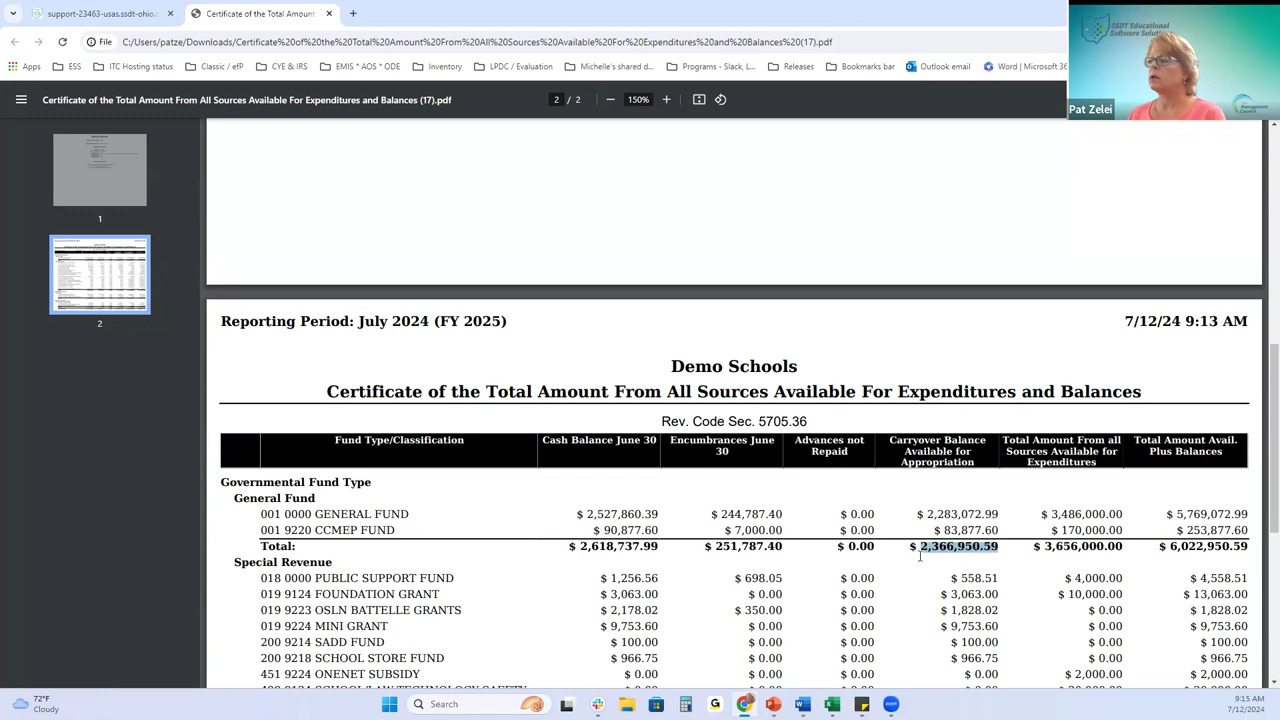 support-23463-usas.ssdt-ohio.o
Certificate of the Total Amount
File
C:/Users/patze/Downloads/Certificate%20of%20the%20Total%20Amount%20From%20All%20Sources%20Available%20For%20Expenditures%20and%20Balances%20(17).pdf
Apps ESS ITC Hosting status Classic / efP CYE & IRS EMIS * AOS * ODE Inventory LPDC / Evaluation Michelle's shared d... Programs - Slack, L... Releases Bookmarks bar Outlook email Word | Microsoft 36
SSDT Educational
Software Soluti
Management
Council
Pat Zelei
Certificate of the Total Amount From All Sources Available For Expenditures and Balances (17).pdf
2 / 2 150%
1
2
Reporting Period: July 2024 (FY 2025) 7/12/24 9:13 AM
Demo Schools
Certificate of the Total Amount From All Sources Available For Expenditures and Balances
Rev. Code Sec. 5705.36
Fund Type/Classification Cash Balance June 30 Encumbrances June 30 Advances not Repaid Carryover Balance Available for Appropriation Total Amount From all Sources Available for Expenditures Total Amount Avail. Plus Balances
Governmental Fund Type
General Fund
001 0000 GENERAL FUND $ 2,527,860.39 $ 244,787.40 $ 0.00 $ 2,283,072.99 $ 3,486,000.00 $ 5,769,072.99
001 9220 CCMEP FUND $ 90,877.60 $ 7,000.00 $ 0.00 $ 83,877.60 $ 170,000.00 $ 253,877.60
Total: $ 2,618,737.99 $ 251,787.40 $ 0.00 $ 2,366,950.59 $ 3,656,000.00 $ 6,022,950.59
Special Revenue
018 0000 PUBLIC SUPPORT FUND $ 1,256.56 $ 698.05 $ 0.00 $ 558.51 $ 4,000.00 $ 4,558.51
019 9124 FOUNDATION GRANT $ 3,063.00 $ 0.00 $ 0.00 $ 3,063.00 $ 10,000.00 $ 13,063.00
019 9223 OSLN BATTELLE GRANTS $ 2,178.02 $ 350.00 $ 0.00 $ 1,828.02 $ 0.00 $ 1,828.02
019 9224 MINI GRANT $ 9,753.60 $ 0.00 $ 0.00 $ 9,753.60 $ 0.00 $ 9,753.60
200 9214 SADD FUND $ 100.00 $ 0.00 $ 0.00 $ 100.00 $ 0.00 $ 100.00
200 9218 SCHOOL STORE FUND $ 966.75 $ 0.00 $ 0.00 $ 966.75 $ 0.00 $ 966.75
451 9224 ONENET SUBSIDY $ 0.00 $ 0.00 $ 0.00 $ 0.00 $ 2,000.00 $ 2,000.00
72°F
Cloudy
Search
9:15 AM
7/12/2024